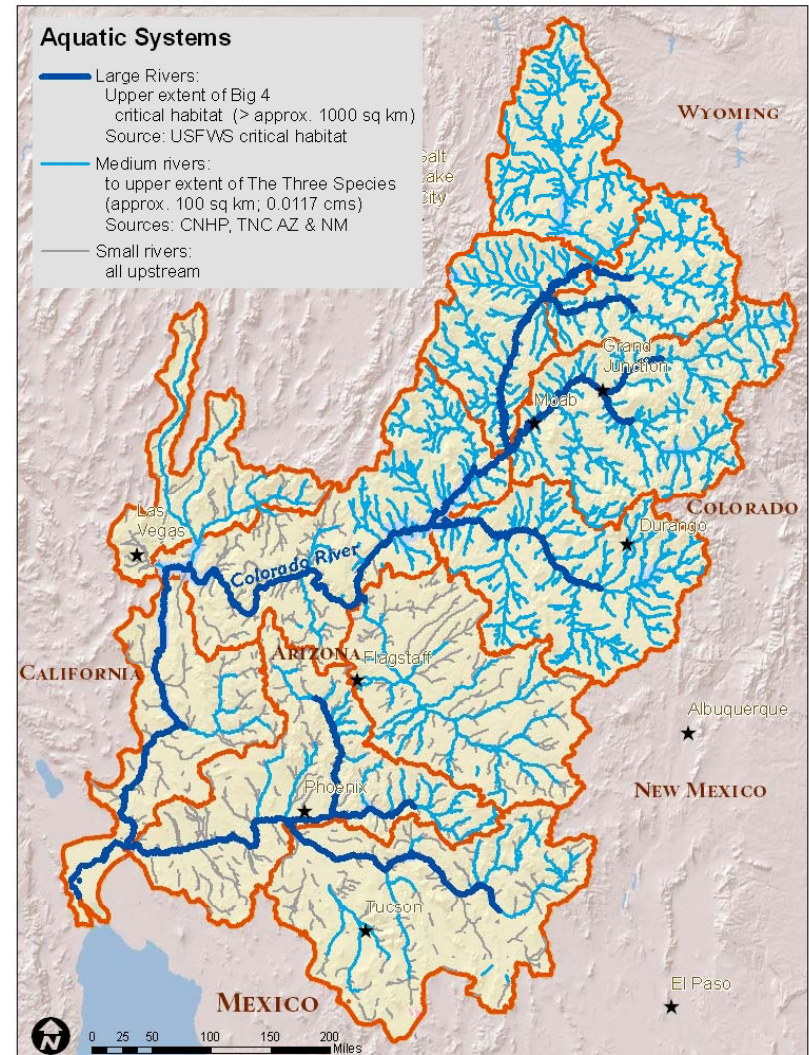 Aquatic Systems
Large Rivers:
Upper extent of Big 4
critical habitat (> approx. 1000 sq km)
Source: USFWS critical habitat
Medium rivers:
to upper extent of The Three Species
(approx. 100 sq km; 0.0117 cms)
Sources: CNHP, TNC AZ & NM
Small rivers:
all upstream
WYOMING
Salt
Lake
City
Grand
Junction
Moab
COLORADO
Durango
Las
Vegas
Colorado River
CALIFORNIA
ARIZONA
Flagstaff
Albuquerque
NEW MEXICO
Phoenix
Tucson
MEXICO
El Paso
N
0 25 50 100 150 200
Miles